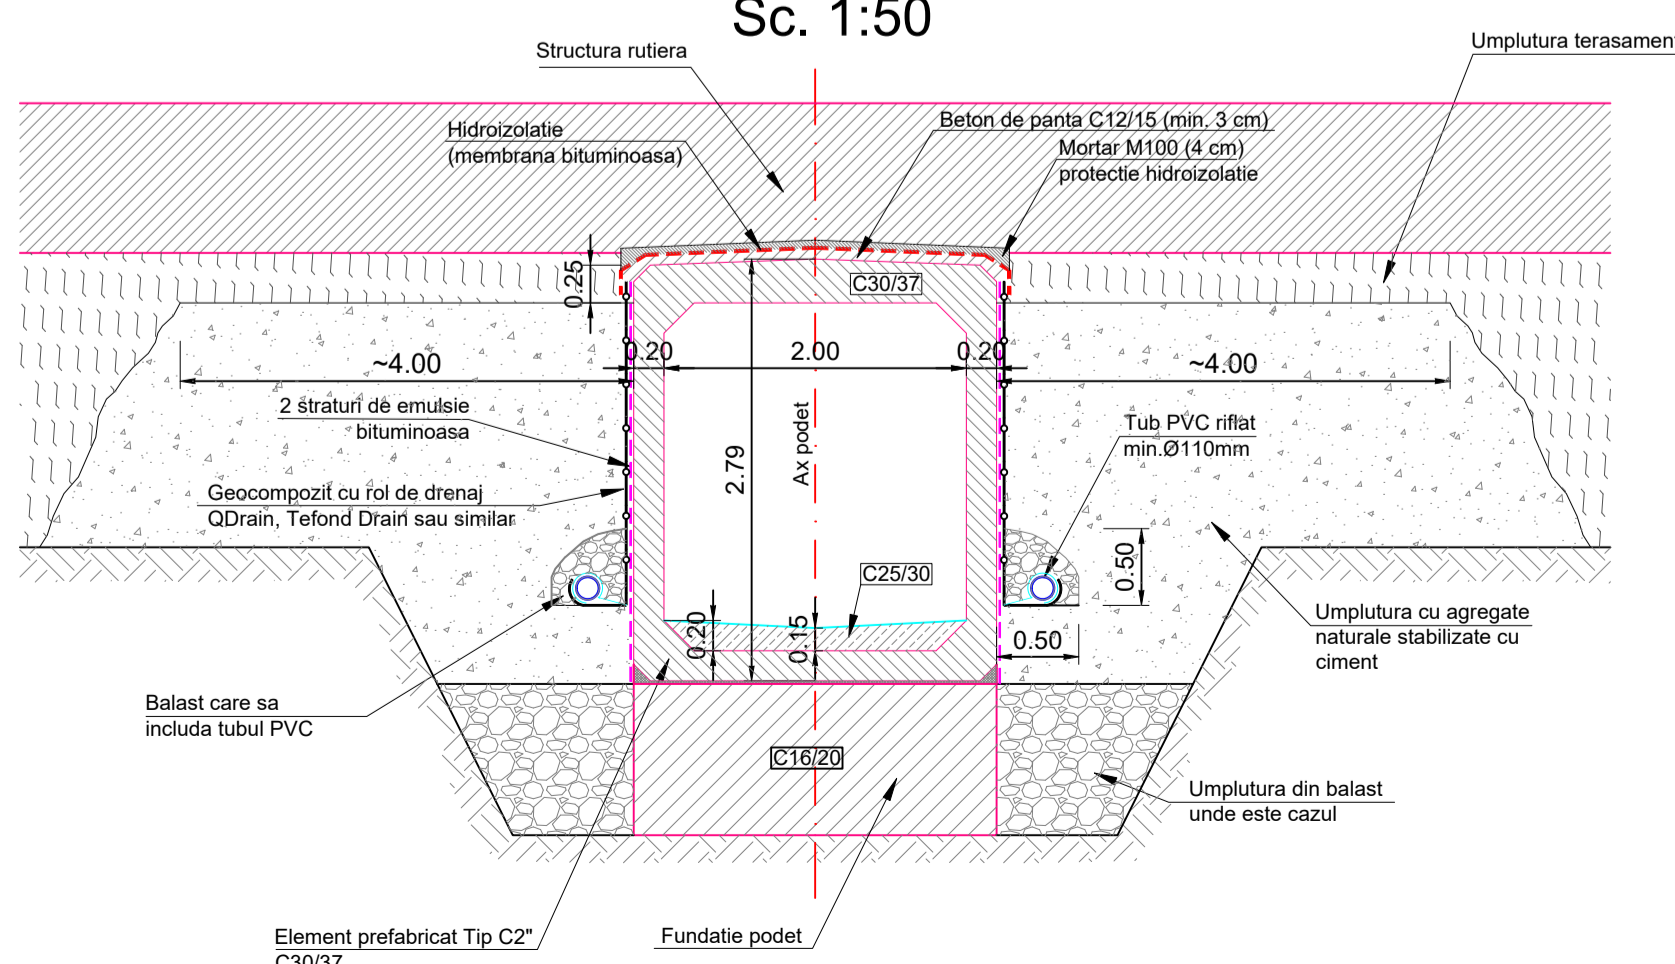 Sc. 1:50
Structura rutiera
Umplutura terasament
Hidroizolatie
(membrana bituminoasa)
Beton de panta C12/15 (min. 3 cm)
Mortar M100 (4 cm)
protectie hidroizolatie
0.25
C30/37
0.20
2.00
0.20
~4.00
~4.00
2 straturi de emulsie
bituminoasa
Ax podet
2.79
Tub PVC riflat
min.Ø110mm
Geocompozit cu rol de drenaj
QDrain, Tefond Drain sau similar
0.50
C25/30
0.20
0.15
0.50
Umplutura cu agregate
naturale stabilizate cu
ciment
Balast care sa
includa tubul PVC
C16/20
Umplutura din balast
unde este cazul
Element prefabricat Tip C2"
C30/37
Fundatie podet